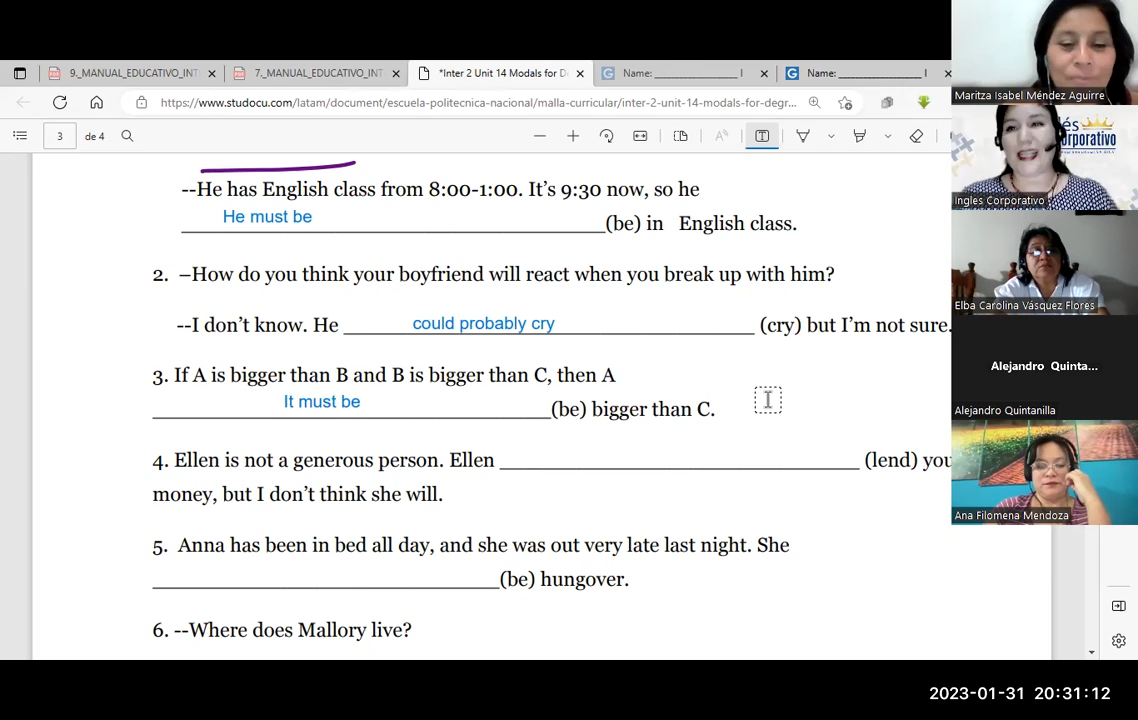 9._MANUAL_EDUCATIVO_INT
7._MANUAL_EDUCATIVO_INT
*Inter 2 Unit 14 Modals for De
Name: ______________ I
Name: ______________ I
https://www.studocu.com/latam/document/escuela-politecnica-nacional/malla-curricular/inter-2-unit-14-modals-for-degr...
3
de 4
--He has English class from 8:00-1:00. It’s 9:30 now, so he
He must be
(be) in English class.
2. –How do you think your boyfriend will react when you break up with him?
--I don’t know. He could probably cry (cry) but I’m not sure.
3. If A is bigger than B and B is bigger than C, then A
It must be
(be) bigger than C.
4. Ellen is not a generous person. Ellen ______________ (lend) you
money, but I don’t think she will.
5. Anna has been in bed all day, and she was out very late last night. She
______________(be) hungover.
6. --Where does Mallory live?
Maritza Isabel Méndez Aguirre
és
orporativo
Ingles Corporativo
Elba Carolina Vásquez Flores
Alejandro Quinta...
Alejandro Quintanilla
Ana Filomena Mendoza
2023-01-31 20:31:12